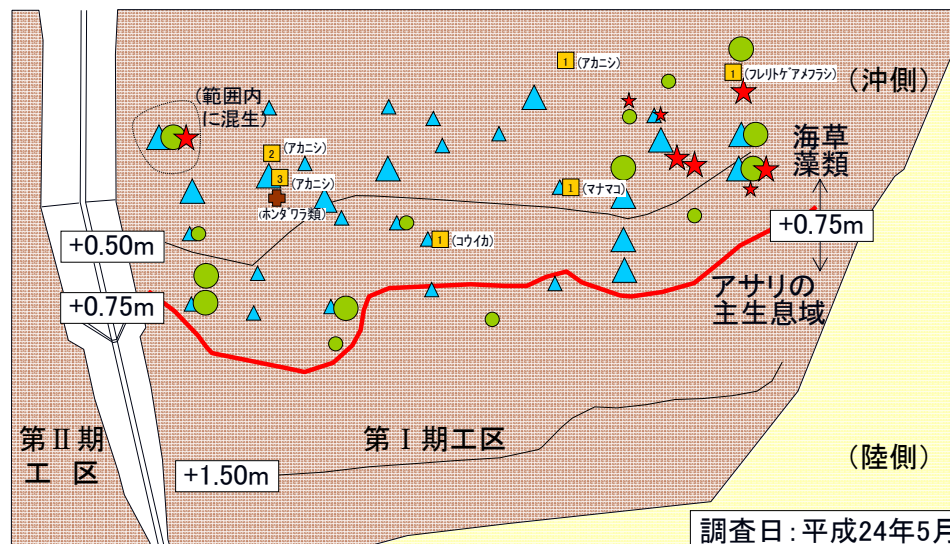 1
(アカニシ)
1
(フレリトゲアメフラシ)
(沖側)
(範囲内
に混生)
海草
藻類
2
(アカニシ)
3
(アカニシ)
1
(マナマコ)
(ホンダワラ類)
+0.50m
1
(コウイカ)
+0.75m
+0.75m
アサリの
主生息域
第Ⅱ期
工 区
第Ⅰ期工区
+1.50m
(陸側)
調査日:平成24年5月